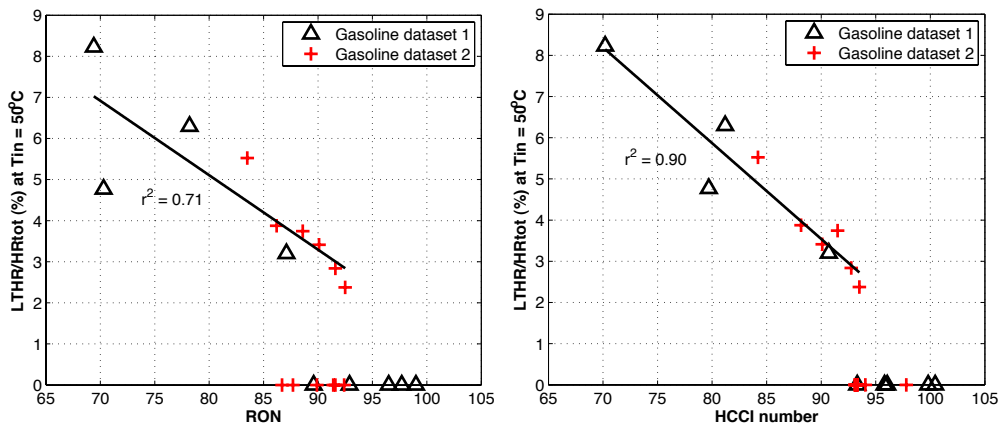 LTHR/HRtot (%) at Tin = 50°C
9
8
7
6
5
4
3
2
1
0
65 70 75 80 85 90 95 100 105
RON
Gasoline dataset 1
Gasoline dataset 2
r² = 0.71
LTHR/HRtot (%) at Tin = 50°C
9
8
7
6
5
4
3
2
1
0
65 70 75 80 85 90 95 100 105
HCCI number
Gasoline dataset 1
Gasoline dataset 2
r² = 0.90